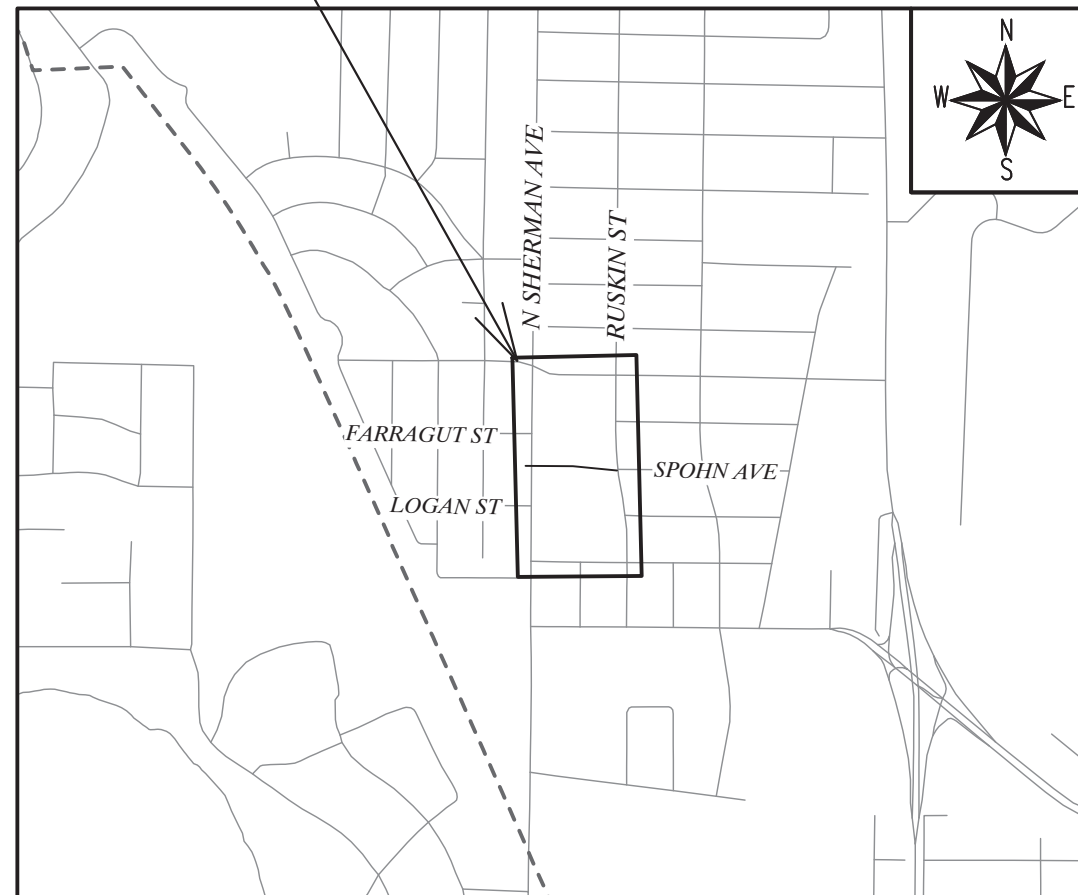 N
W
E
S
N SHERMAN AVE
RUSKIN ST
FARRAGUT ST
SPOHN AVE
LOGAN ST